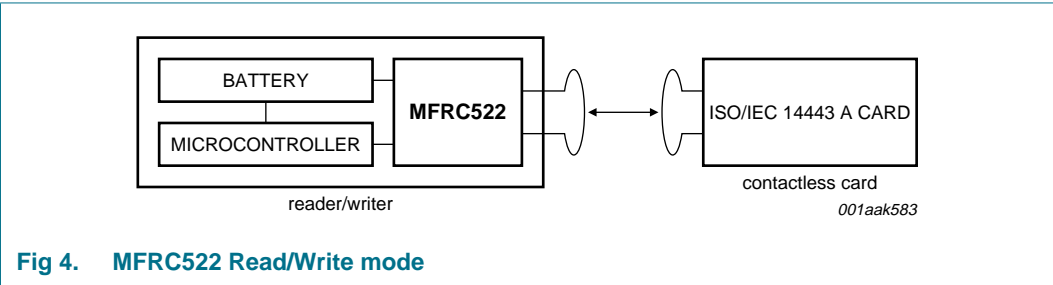 BATTERY
MICROCONTROLLER
MFRC522
ISO/IEC 14443 A CARD
reader/writer
contactless card
001aak583
Fig 4. MFRC522 Read/Write mode